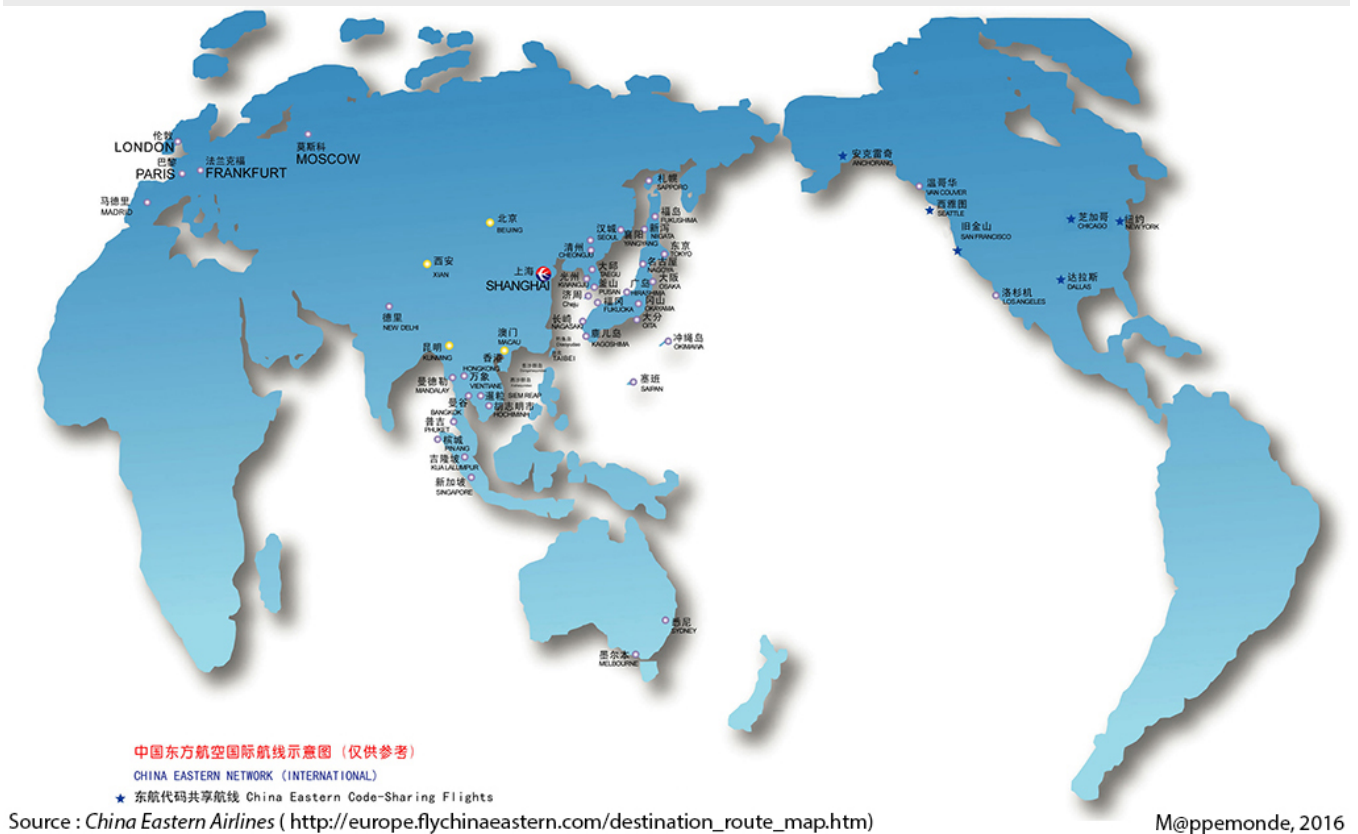 伦敦
LONDON
巴黎
PARIS
法兰克福
FRANKFURT
莫斯科
MOSCOW
马德里
MADRID
北京
BEIJING
西安
XIAN
上海
SHANGHAI
德里
NEW DELHI
昆明
KUNMING
澳门
MACAU
香港
HONGKONG
TAIBEI
曼德勒
MANDALAY
万象
VIENTIANE
暹粒
SIEM REAP
曼谷
BANGKOK
胡志明市
HOCHIMINH
普吉
PHUKET
槟城
PINANG
吉隆坡
KUALALUMPUR
新加坡
SINGAPORE
札幌
SAPPORO
福岛
FUKUSHIMA
新泻
NIIGATA
汉城
SEOUL
襄阳
YANGYANG
清州
CHEONGJU
东京
TOKYO
名古屋
NAGOYA
大邱
TAEGU
光州
KWANGJU
釜山
PUSAN
大阪
OSAKA
广岛
HIRASHIMA
济周
Cheju
福冈
FUKUOKA
冈山
OKAYAMA
长崎
NAGASAKI
大分
OITA
鹿儿岛
KAGOSHIMA
冲绳岛
OKINAWA
塞班
SAIPAN
悉尼
SYDNEY
墨尔本
MELBOURNE
安克雷奇
ANCHORANG
温哥华
VAN COUVER
西雅图
SEATTLE
旧金山
SAN FRANCISCO
洛杉机
LOS ANGELES
芝加哥
CHICAGO
纽约
NEW YORK
达拉斯
DALLAS
中国东方航空国际航线示意图（仅供参考）
CHINA EASTERN NETWORK (INTERNATIONAL)
★ 东航代码共享航线 China Eastern Code-Sharing Flights
Source : China Eastern Airlines ( http://europe.flychinaeastern.com/destination_route_map.htm)
M@ppemonde, 2016